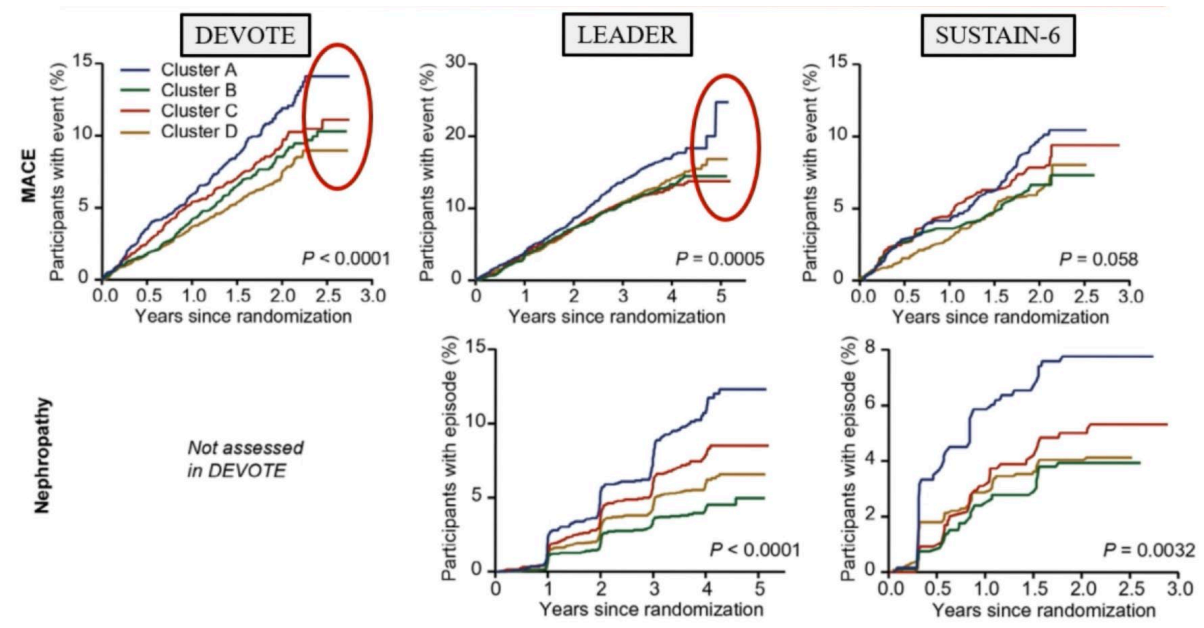 DEVOTE
LEADER
SUSTAIN-6
MACE
Participants with event (%)
15
10
5
0
Cluster A
Cluster B
Cluster C
Cluster D
P < 0.0001
0.0 0.5 1.0 1.5 2.0 2.5 3.0
Years since randomization
Participants with event (%)
30
20
10
0
P = 0.0005
0 1 2 3 4 5
Years since randomization
Participants with event (%)
15
10
5
0
P = 0.058
0.0 0.5 1.0 1.5 2.0 2.5 3.0
Years since randomization
Nephropathy
Not assessed
in DEVOTE
Participants with episode (%)
15
10
5
0
P < 0.0001
0 1 2 3 4 5
Years since randomization
Participants with episode (%)
8
6
4
2
0
P = 0.0032
0.0 0.5 1.0 1.5 2.0 2.5 3.0
Years since randomization